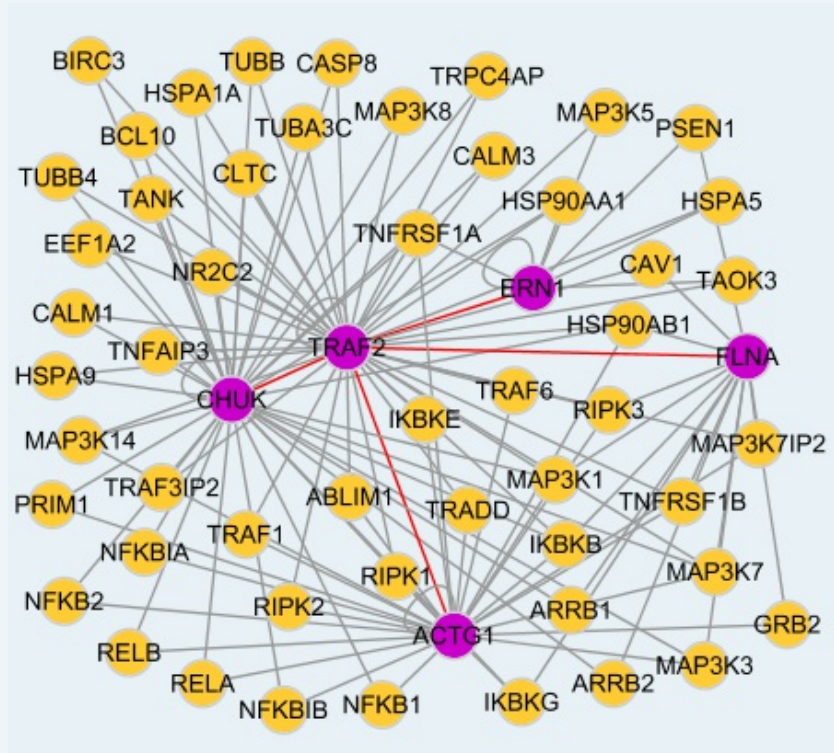 BIRC3
TUBB
CASP8
HSPA1A
TRPC4AP
MAP3K8
MAP3K5
BCL10
TUBA3C
PSEN1
CALM3
TUBB4
CLTC
TANK
HSP90AA1
HSPA5
TNFRSF1A
EEF1A2
NR2C2
CAV1
ERN1
TAOK3
CALM1
HSP90AB1
TNFAIP3
TRAF2
FLNA
HSPA9
CHUK
TRAF6
RIPK3
IKBKE
MAP3K14
MAP3K7IP2
MAP3K1
TRAF3IP2
ABLIM1
PRIM1
TNFRSF1B
TRADD
TRAF1
NFKBIA
IKBKB
RIPK1
MAP3K7
NFKB2
RIPK2
ARRB1
GRB2
ACTG1
RELB
MAP3K3
RELA
ARRB2
NFKBIB
NFKB1
IKBKG